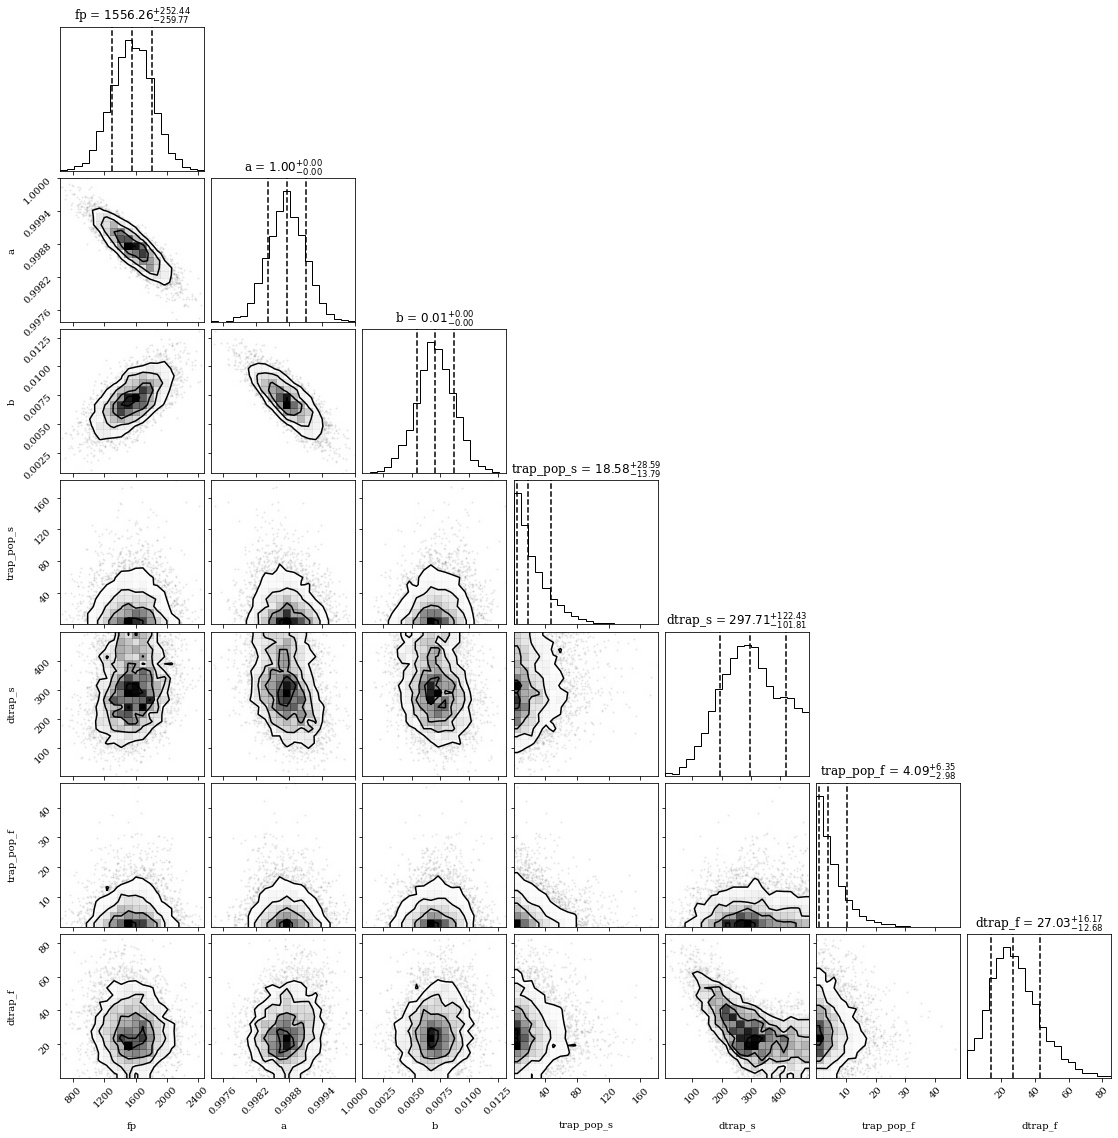 fp = 1556.26+252.44
−259.77
a = 1.00+0.00
−0.00
1.0000
0.9994
0.9988
0.9982
0.9976
a
b = 0.01+0.00
−0.00
0.0125
0.0100
0.0075
0.0050
0.0025
b
trap_pop_s = 18.58+28.59
−13.79
160
120
80
40
trap_pop_s
dtrap_s = 297.71+122.43
−101.81
400
300
200
100
dtrap_s
trap_pop_f = 4.09+6.35
−2.98
40
30
20
10
trap_pop_f
dtrap_f = 27.03+16.17
−12.68
80
60
40
20
dtrap_f
800 1200 1600 2000 2400
0.9976 0.9982 0.9988 0.9994 1.0000
0.0025 0.0050 0.0075 0.0100 0.0125
40 80 120 160
100 200 300 400
10 20 30 40
20 40 60 80
fp a b trap_pop_s dtrap_s trap_pop_f dtrap_f